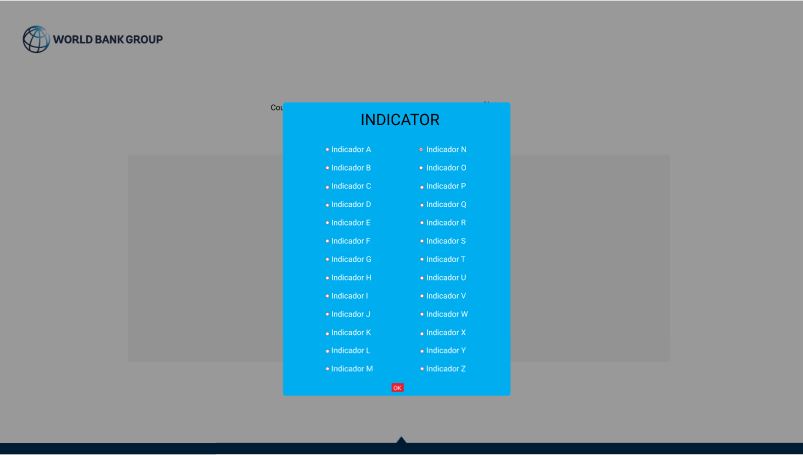 WORLD BANK GROUP
INDICATOR
Indicador A
Indicador B
Indicador C
Indicador D
Indicador E
Indicador F
Indicador G
Indicador H
Indicador I
Indicador J
Indicador K
Indicador L
Indicador M
Indicador N
Indicador O
Indicador P
Indicador Q
Indicador R
Indicador S
Indicador T
Indicador U
Indicador V
Indicador W
Indicador X
Indicador Y
Indicador Z
OK